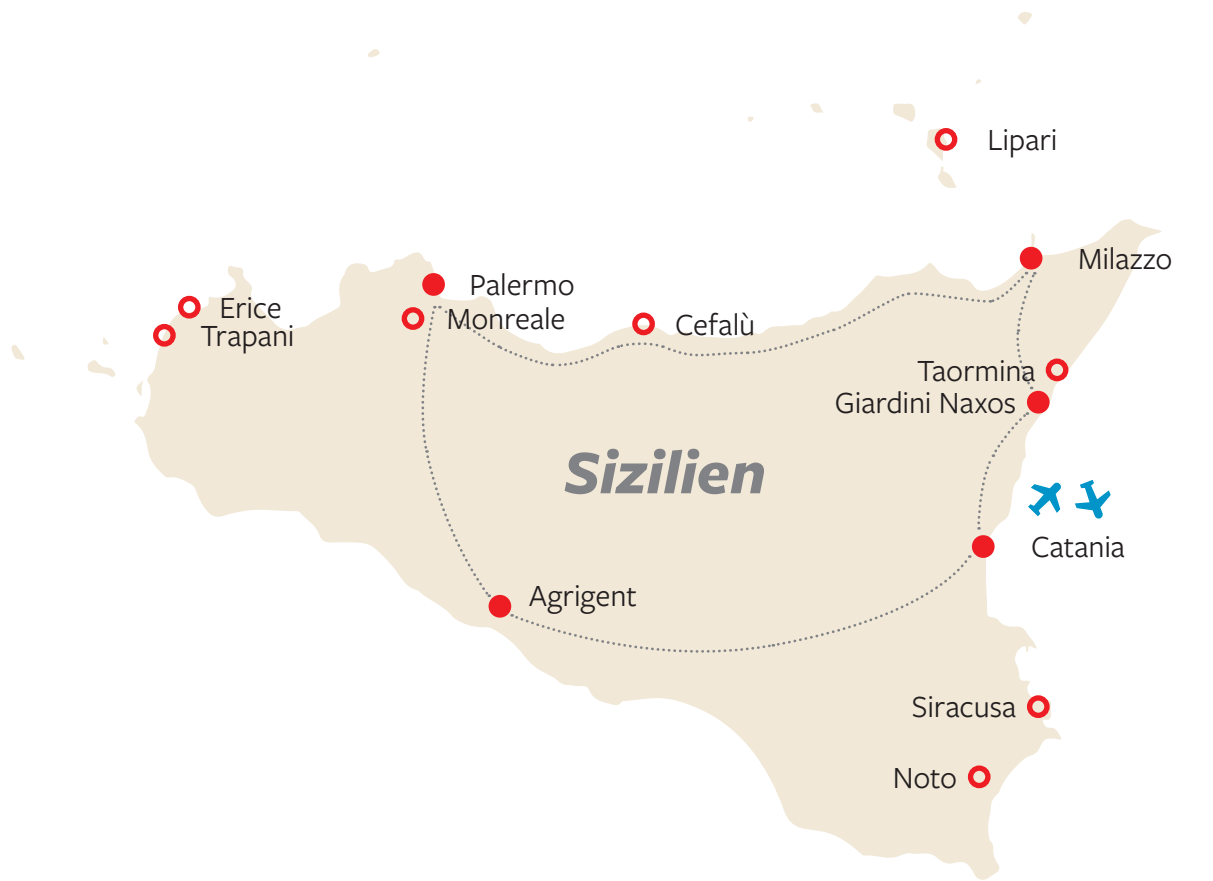 Lipari
Milazzo
Palermo
Erice
Monreale
Cefalù
Trapani
Taormina
Giardini Naxos
Sizilien
Catania
Agrigent
Siracusa
Noto